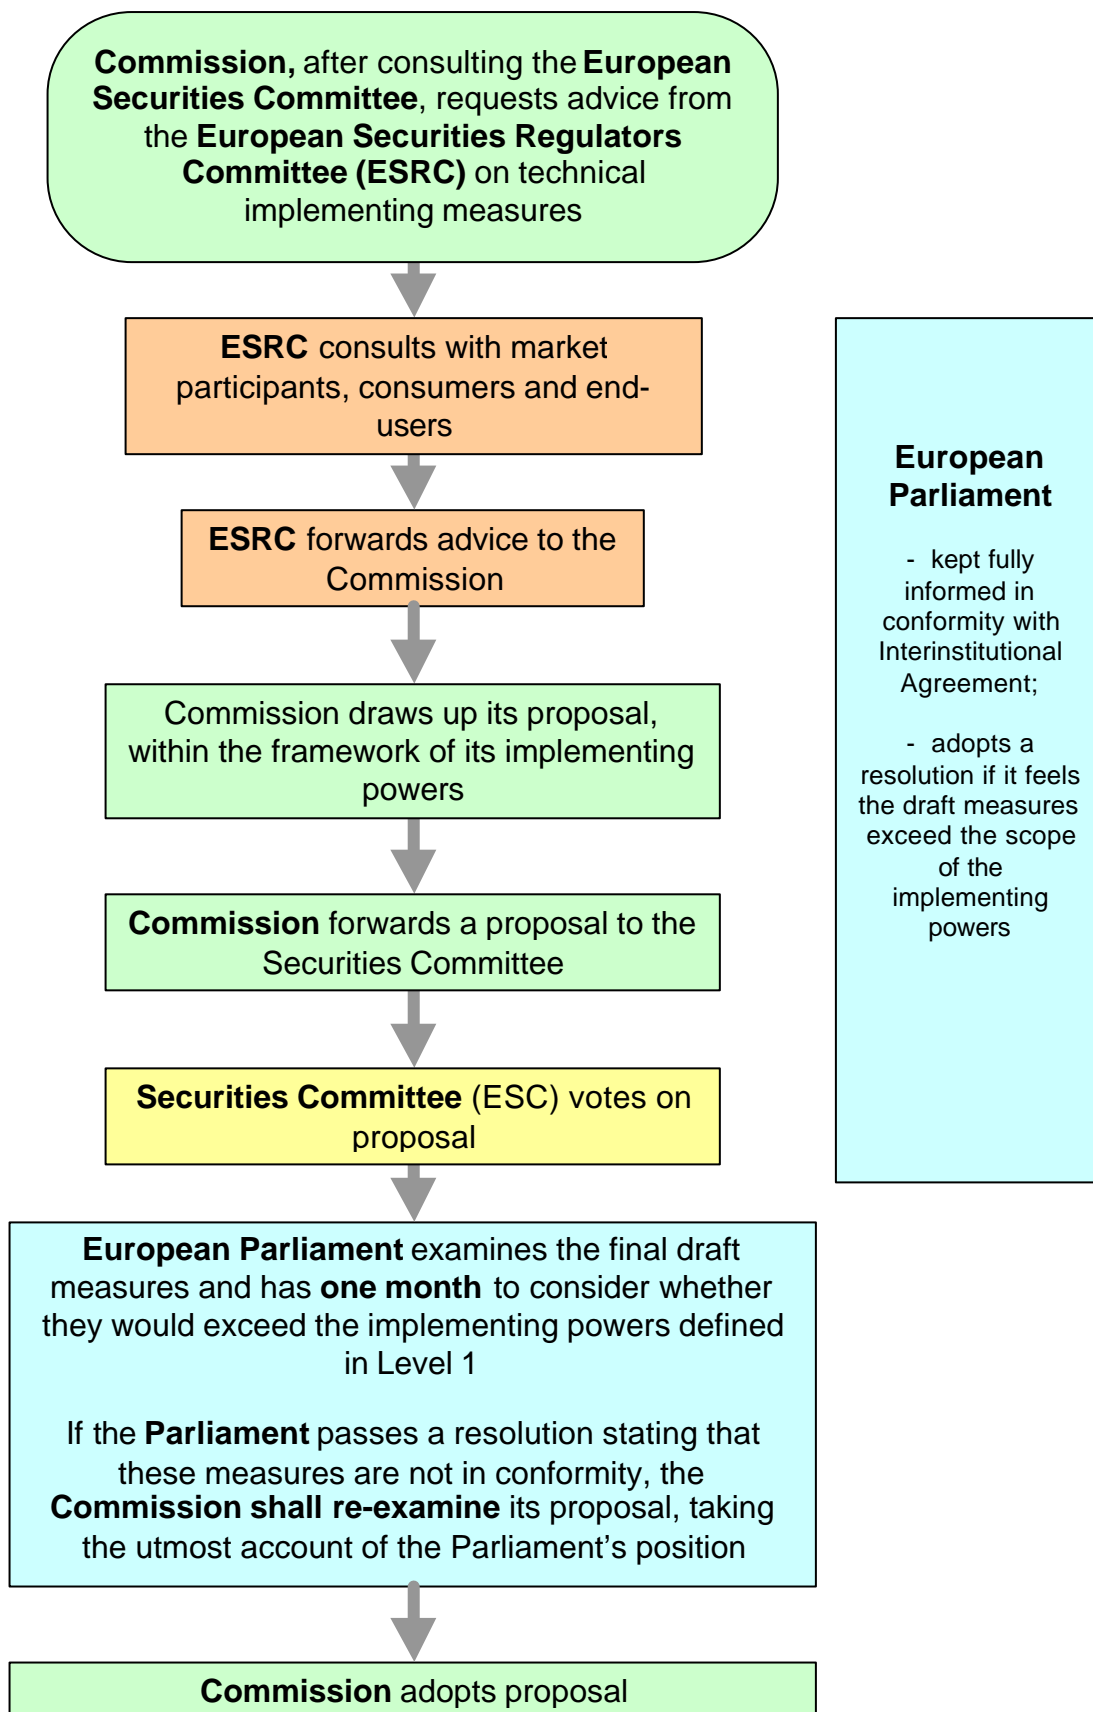 Commission, after consulting the European
Securities Committee, requests advice from
the European Securities Regulators
Committee (ESRC) on technical
implementing measures
ESRC consults with market
participants, consumers and end-
users
ESRC forwards advice to the
Commission
Commission draws up its proposal,
within the framework of its implementing
powers
Commission forwards a proposal to the
Securities Committee
Securities Committee (ESC) votes on
proposal
European Parliament examines the final draft
measures and has one month to consider whether
they would exceed the implementing powers defined
in Level 1
If the Parliament passes a resolution stating that
these measures are not in conformity, the
Commission shall re-examine its proposal, taking
the utmost account of the Parliament’s position
Commission adopts proposal
European
Parliament
- kept fully
informed in
conformity with
Interinstitutional
Agreement;
- adopts a
resolution if it feels
the draft measures
exceed the scope
of the
implementing
powers